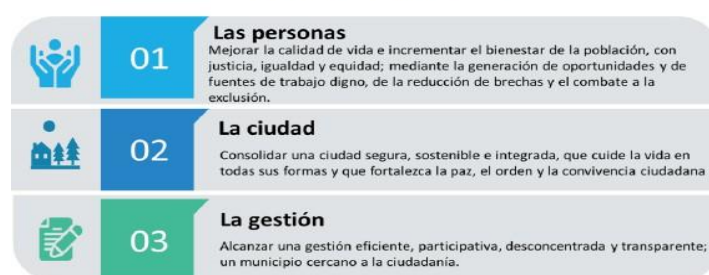 01
Las personas
Mejorar la calidad de vida e incrementar el bienestar de la población, con
justicia, igualdad y equidad; mediante la generación de oportunidades y de
fuentes de trabajo digno, de la reducción de brechas y el combate a la
exclusión.
02
La ciudad
Consolidar una ciudad segura, sostenible e integrada, que cuide la vida en
todas sus formas y que fortalezca la paz, el orden y la convivencia ciudadana
03
La gestión
Alcanzar una gestión eficiente, participativa, desconcentrada y transparente;
un municipio cercano a la ciudadanía.